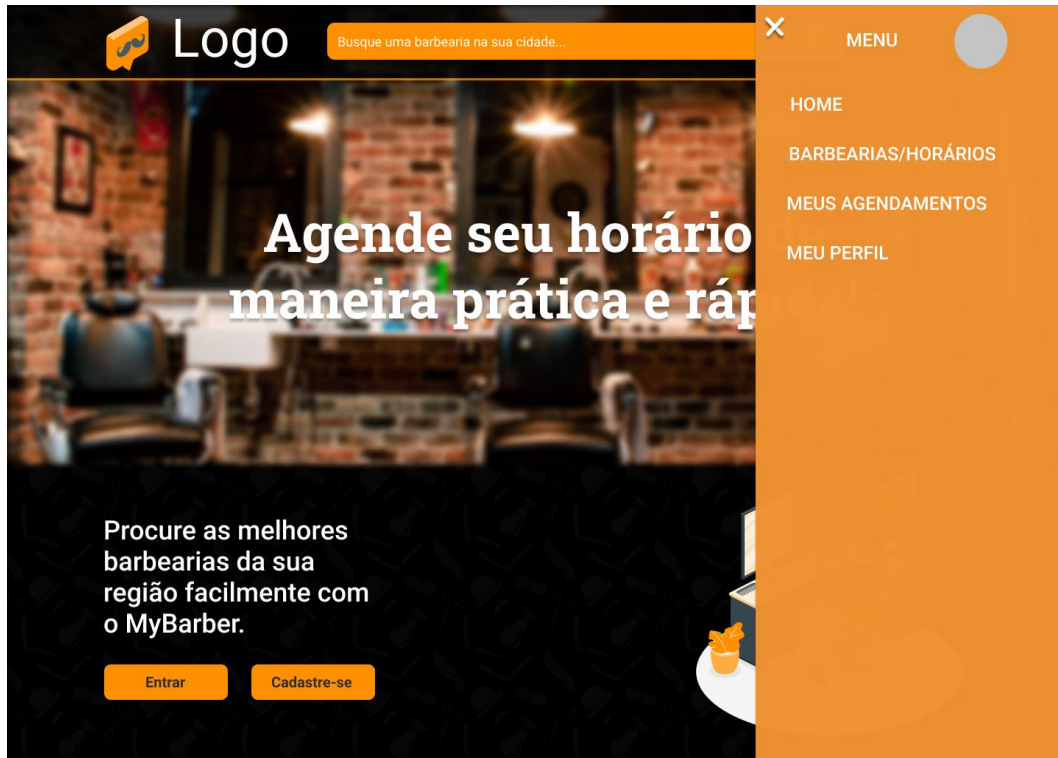 Logo
Busque uma barbearia na sua cidade...
MENU
HOME
BARBEARIAS/HORÁRIOS
MEUS AGENDAMENTOS
MEU PERFIL
Agende seu horário
maneira prática e ráp
Procure as melhores
barbearias da sua
região facilmente com
o MyBarber.
Entrar
Cadastre-se